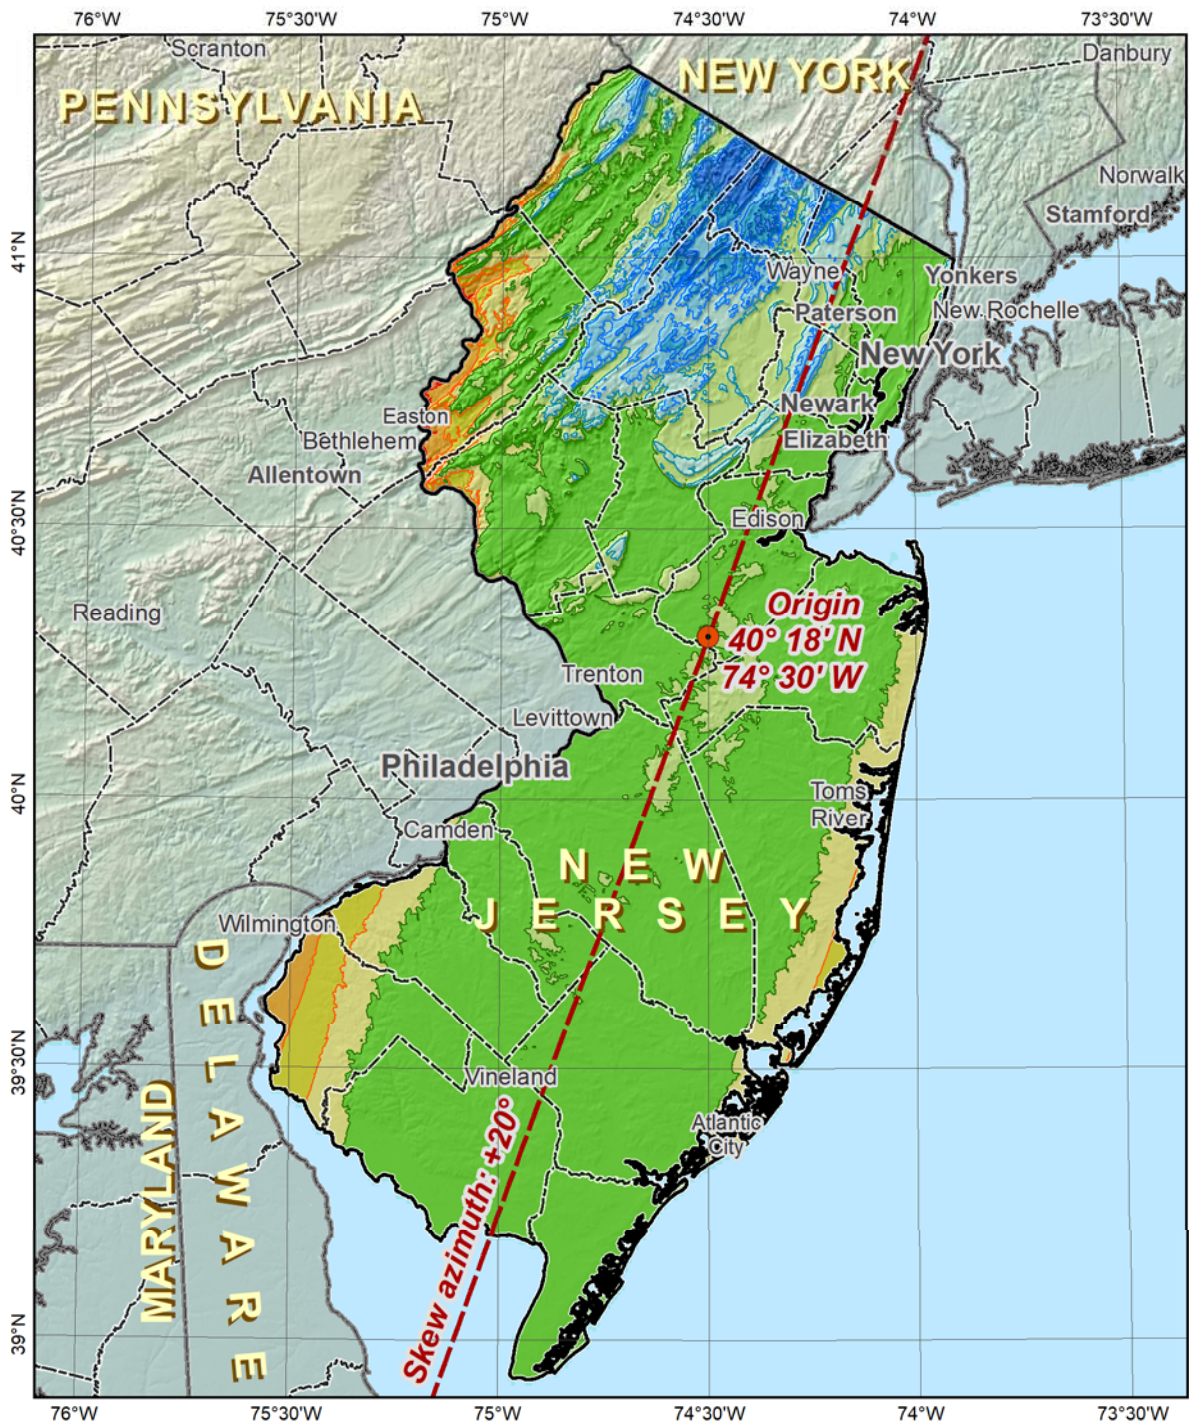 76°W
75°30'W
75°W
74°30'W
74°W
73°30'W
Scranton
Danbury
PENNSYLVANIA
NEW YORK
Norwalk
Stamford
41°N
Wayne
Yonkers
Paterson
New Rochelle
New York
Newark
Easton
Bethlehem
Elizabeth
Allentown
40°30'N
Edison
Reading
Origin
40° 18' N
74° 30' W
Trenton
Levittown
Philadelphia
40°N
Toms
River
Camden
NEW
JERSEY
Wilmington
DELAWARE
39°30'N
Vineland
MARYLAND
Atlantic
City
Skew azimuth: +20°
39°N
76°W
75°30'W
75°W
74°30'W
74°W
73°30'W